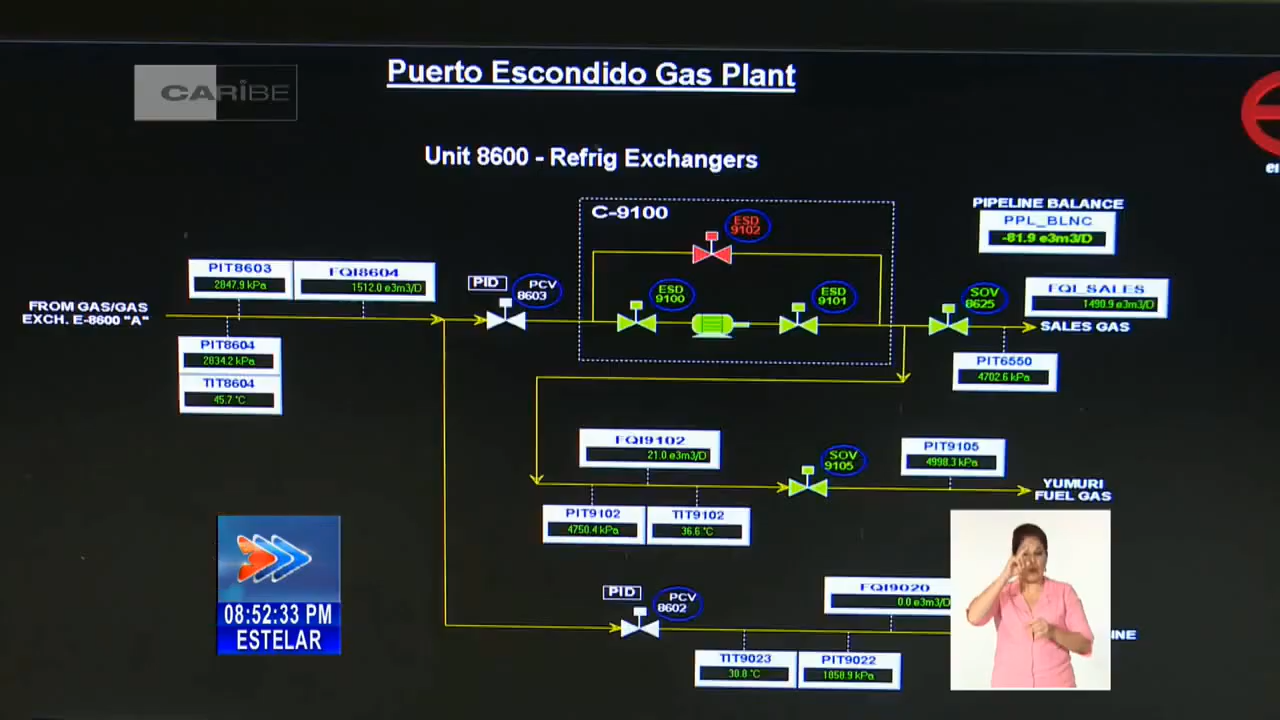 CARIBE
Puerto Escondido Gas Plant
Unit 8600 - Refrig Exchangers
C-9100
ESD
9102
PIPELINE BALANCE
PPL_BLNC
-81.9 e3m3/D
PIT8603
2847.9 kPa
FQI8604
1512.0 e3m3/D
PID
PCV
8603
ESD
9100
ESD
9101
SOV
8625
FQI_SALES
1490.9 e3m3/D
FROM GAS/GAS
EXCH. E-8600 "A"
SALES GAS
PIT8604
2834.2 kPa
TIT8604
45.7 °C
PIT6550
4702.6 kPa
FQI9102
21.0 e3m3/D
SOV
9105
PIT9105
4998.3 kPa
YUMURI
FUEL GAS
PIT9102
4750.4 kPa
TIT9102
36.6 °C
PID
PCV
8602
FQI9020
0.0 e3m3/D
TIT9023
30.8 °C
PIT9022
1050.9 kPa
08:52:33 PM
ESTELAR